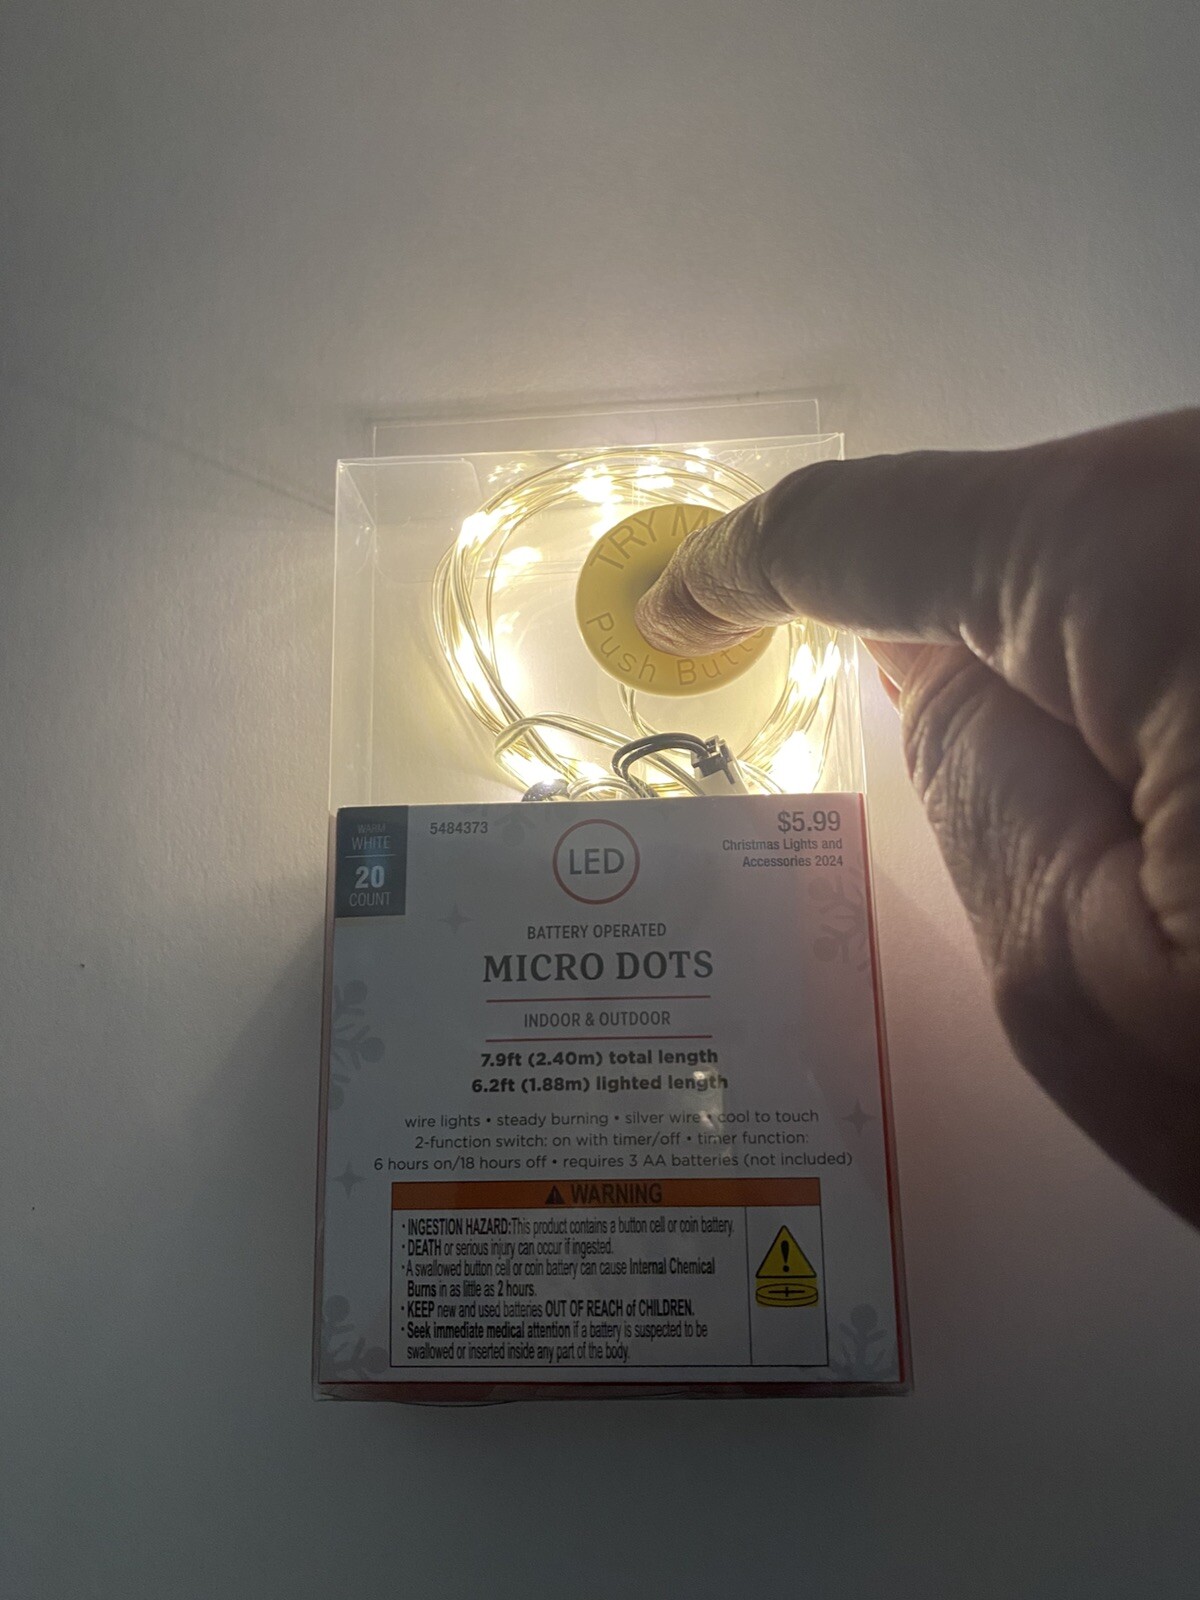 TRY M
Push Butt
WARM
WHITE
20
COUNT
5484373
LED
$5.99
Christmas Lights and
Accessories 2024
BATTERY OPERATED
MICRO DOTS
INDOOR & OUTDOOR
7.9ft (2.40m) total length
6.2ft (1.88m) lighted length
wire lights • steady burning • silver wire • cool to touch
2-function switch: on with timer/off • timer function:
6 hours on/18 hours off • requires 3 AA batteries (not included)
WARNING
• INGESTION HAZARD: This product contains a button cell or coin battery.
• DEATH or serious injury can occur if ingested.
• A swallowed button cell or coin battery can cause Internal Chemical
Burns in as little as 2 hours.
• KEEP new and used batteries OUT OF REACH of CHILDREN.
• Seek immediate medical attention if a battery is suspected to be
swallowed or inserted inside any part of the body.